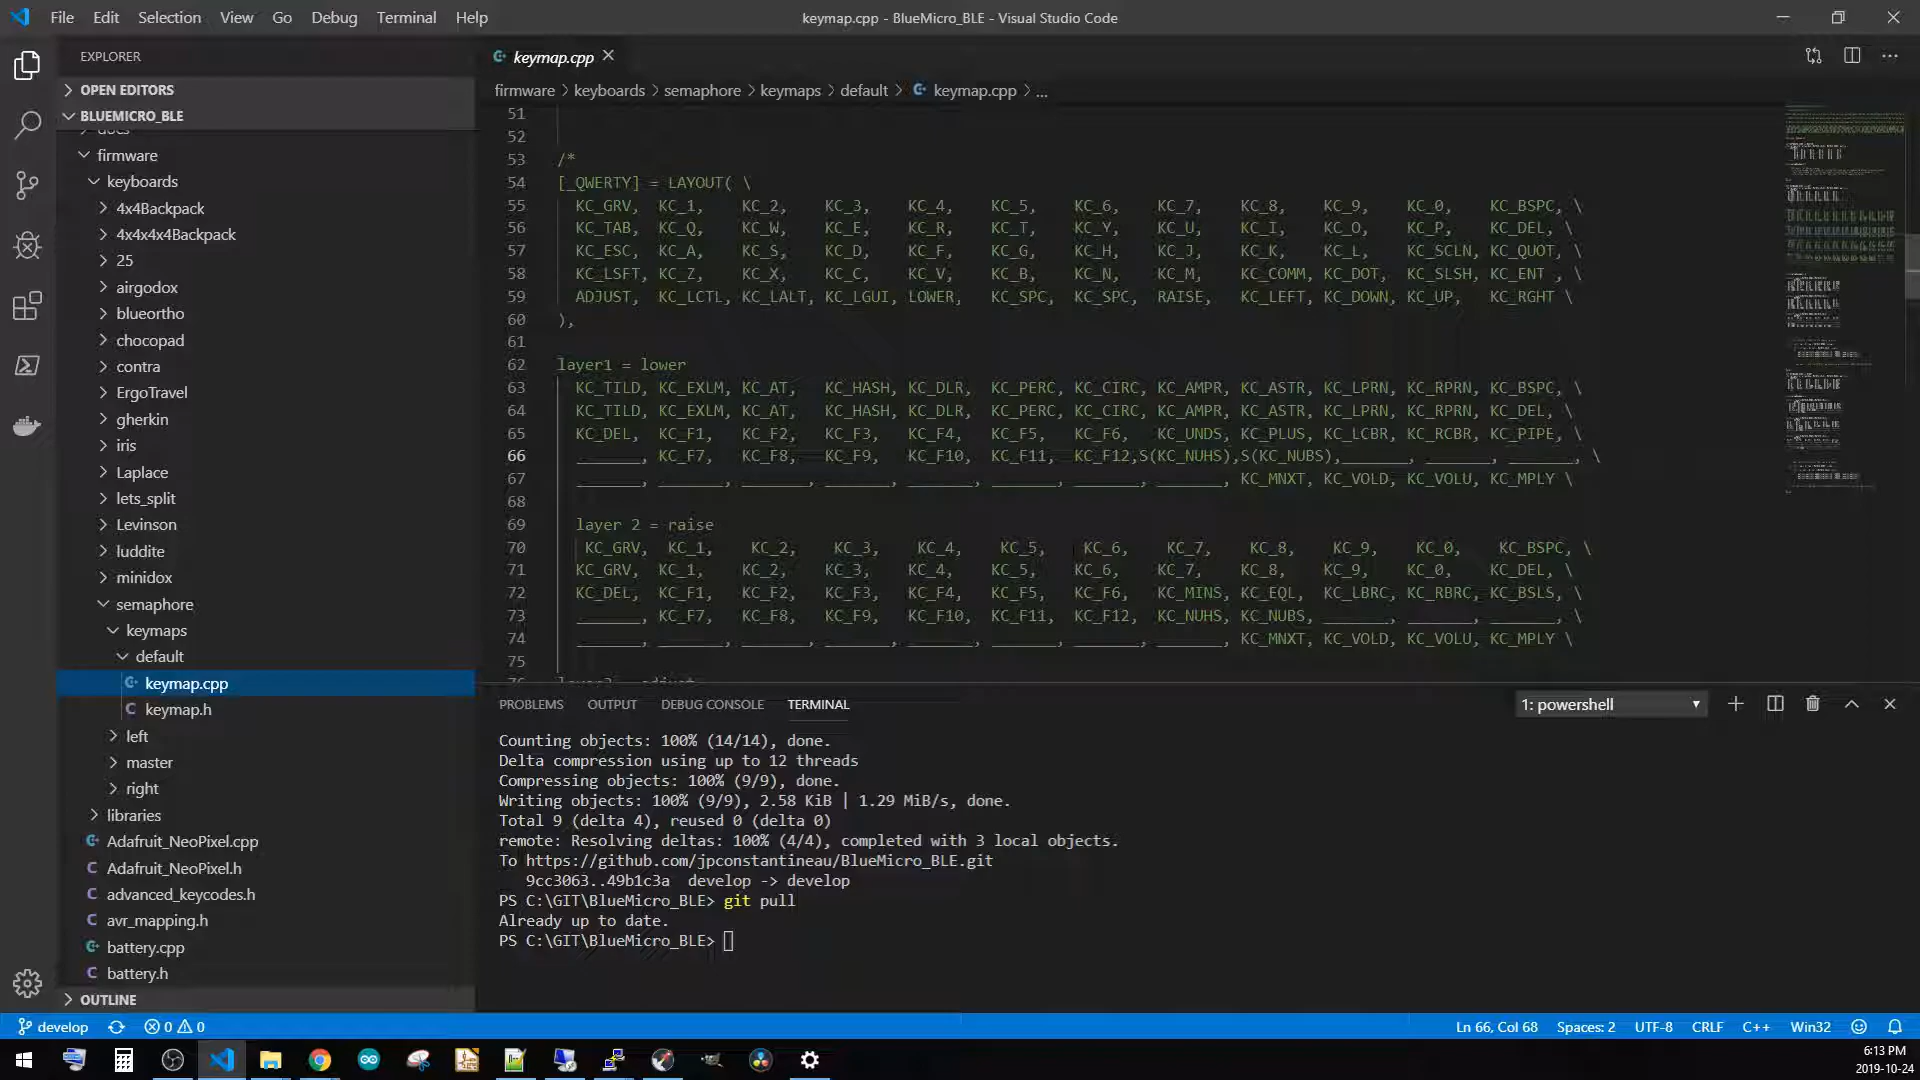 File Edit Selection View Go Debug Terminal Help
keymap.cpp - BlueMicro_BLE - Visual Studio Code
EXPLORER
OPEN EDITORS
BLUEMICRO_BLE
docs
firmware
keyboards
4x4Backpack
4x4x4x4Backpack
25
airgodox
blueortho
chocopad
contra
ErgoTravel
gherkin
iris
Laplace
lets_split
Levinson
luddite
minidox
semaphore
keymaps
default
keymap.cpp
keymap.h
left
master
right
libraries
Adafruit_NeoPixel.cpp
Adafruit_NeoPixel.h
advanced_keycodes.h
avr_mapping.h
battery.cpp
battery.h
OUTLINE
keymap.cpp
firmware > keyboards > semaphore > keymaps > default > keymap.cpp > ...
51
52
53 /*
54 [_QWERTY] = LAYOUT( \
55 KC_GRV, KC_1, KC_2, KC_3, KC_4, KC_5, KC_6, KC_7, KC_8, KC_9, KC_0, KC_BSPC, \
56 KC_TAB, KC_Q, KC_W, KC_E, KC_R, KC_T, KC_Y, KC_U, KC_I, KC_O, KC_P, KC_DEL, \
57 KC_ESC, KC_A, KC_S, KC_D, KC_F, KC_G, KC_H, KC_J, KC_K, KC_L, KC_SCLN, KC_QUOT, \
58 KC_LSFT, KC_Z, KC_X, KC_C, KC_V, KC_B, KC_N, KC_M, KC_COMM, KC_DOT, KC_SLSH, KC_ENT , \
59 ADJUST, KC_LCTL, KC_LALT, KC_LGUI, LOWER, KC_SPC, KC_SPC, RAISE, KC_LEFT, KC_DOWN, KC_UP, KC_RGHT \
60 ),
61
62 layer1 = lower
63 KC_TILD, KC_EXLM, KC_AT, KC_HASH, KC_DLR, KC_PERC, KC_CIRC, KC_AMPR, KC_ASTR, KC_LPRN, KC_RPRN, KC_BSPC, \
64 KC_TILD, KC_EXLM, KC_AT, KC_HASH, KC_DLR, KC_PERC, KC_CIRC, KC_AMPR, KC_ASTR, KC_LPRN, KC_RPRN, KC_DEL, \
65 KC_DEL, KC_F1, KC_F2, KC_F3, KC_F4, KC_F5, KC_F6, KC_UNDS, KC_PLUS, KC_LCBR, KC_RCBR, KC_PIPE, \
66 _______, KC_F7, KC_F8, KC_F9, KC_F10, KC_F11, KC_F12,S(KC_NUHS),S(KC_NUBS),_______, _______, _______, \
67 _______, _______, _______, _______, _______, _______, _______, _______, KC_MNXT, KC_VOLD, KC_VOLU, KC_MPLY \
68
69 layer 2 = raise
70 KC_GRV, KC_1, KC_2, KC_3, KC_4, KC_5, KC_6, KC_7, KC_8, KC_9, KC_0, KC_BSPC, \
71 KC_GRV, KC_1, KC_2, KC_3, KC_4, KC_5, KC_6, KC_7, KC_8, KC_9, KC_0, KC_DEL, \
72 KC_DEL, KC_F1, KC_F2, KC_F3, KC_F4, KC_F5, KC_F6, KC_MINS, KC_EQL, KC_LBRC, KC_RBRC, KC_BSLS, \
73 _______, KC_F7, KC_F8, KC_F9, KC_F10, KC_F11, KC_F12, KC_NUHS, KC_NUBS, _______, _______, _______, \
74 _______, _______, _______, _______, _______, _______, _______, _______, KC_MNXT, KC_VOLD, KC_VOLU, KC_MPLY \
75
PROBLEMS OUTPUT DEBUG CONSOLE TERMINAL
1: powershell
Counting objects: 100% (14/14), done.
Delta compression using up to 12 threads
Compressing objects: 100% (9/9), done.
Writing objects: 100% (9/9), 2.58 KiB | 1.29 MiB/s, done.
Total 9 (delta 4), reused 0 (delta 0)
remote: Resolving deltas: 100% (4/4), completed with 3 local objects.
To https://github.com/jpconstantineau/BlueMicro_BLE.git
9cc3063..49b1c3a develop -> develop
PS C:\GIT\BlueMicro_BLE> git pull
Already up to date.
PS C:\GIT\BlueMicro_BLE>
develop 0 0
Ln 66, Col 68 Spaces: 2 UTF-8 CRLF C++ Win32
6:13 PM
2019-10-24